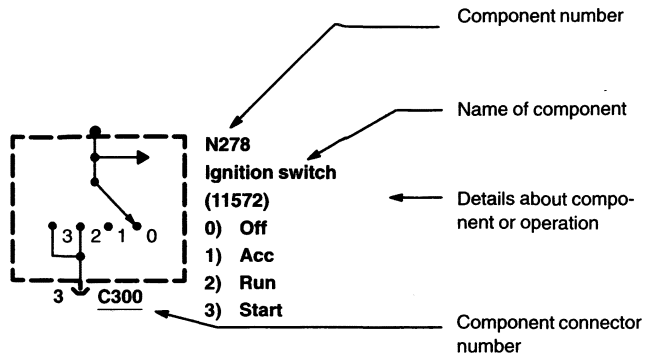 Component number
Name of component
N278
Ignition switch
(11572)
Details about compo-
nent or operation
0) Off
1) Acc
2) Run
3) Start
3 2 1 0
3 C300
Component connector
number